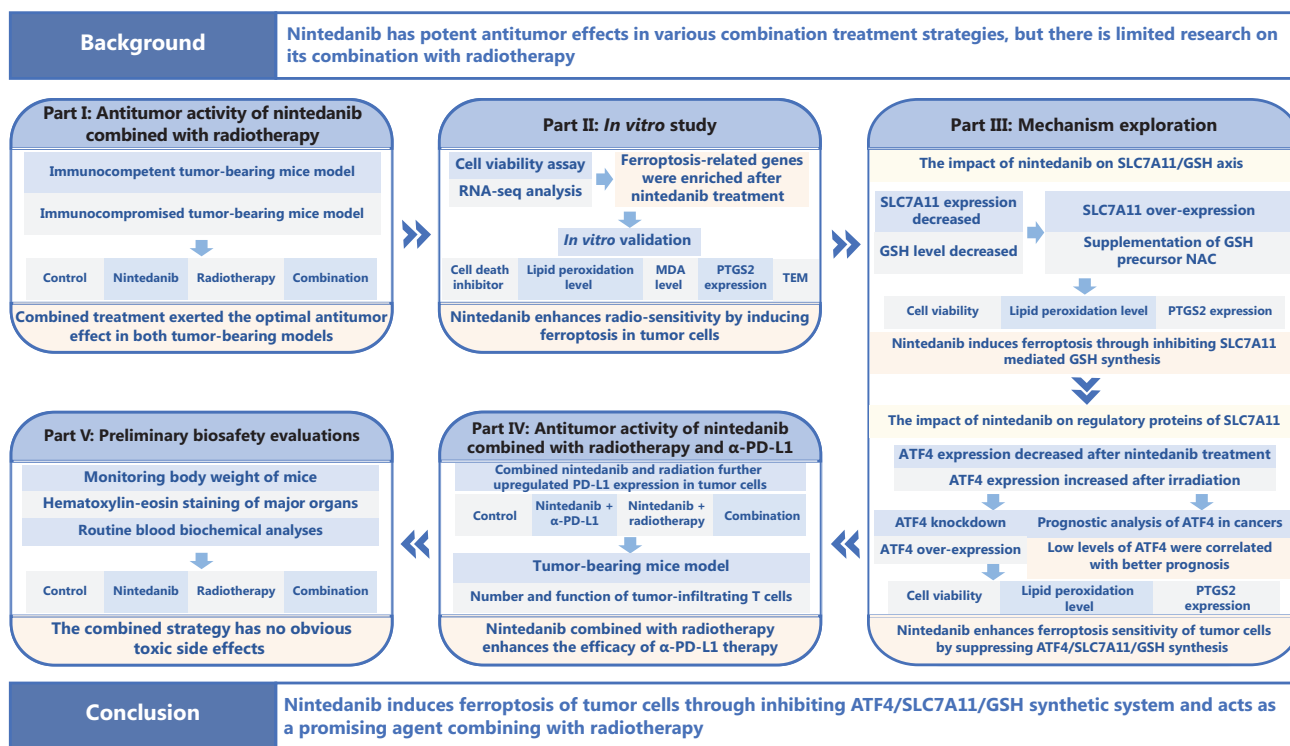 Background
Nintedanib has potent antitumor effects in various combination treatment strategies, but there is limited research on
its combination with radiotherapy
Part I: Antitumor activity of nintedanib
combined with radiotherapy
Immunocompetent tumor-bearing mice model
Immunocompromised tumor-bearing mice model
Control Nintedanib Radiotherapy Combination
Combined treatment exerted the optimal antitumor
effect in both tumor-bearing models
Part II: In vitro study
Cell viability assay
RNA-seq analysis
Ferroptosis-related genes
were enriched after
nintedanib treatment
In vitro validation
Cell death
inhibitor
Lipid peroxidation
level
MDA
level
PTGS2
expression
TEM
Nintedanib enhances radio-sensitivity by inducing
ferroptosis in tumor cells
Part III: Mechanism exploration
The impact of nintedanib on SLC7A11/GSH axis
SLC7A11 expression
decreased
GSH level decreased
SLC7A11 over-expression
Supplementation of GSH
precursor NAC
Cell viability Lipid peroxidation level PTGS2 expression
Nintedanib induces ferroptosis through inhibiting SLC7A11
mediated GSH synthesis
The impact of nintedanib on regulatory proteins of SLC7A11
ATF4 expression decreased after nintedanib treatment
ATF4 expression increased after irradiation
ATF4 knockdown
ATF4 over-expression
Prognostic analysis of ATF4 in cancers
Low levels of ATF4 were correlated
with better prognosis
Cell viability
Lipid peroxidation
level
PTGS2
expression
Nintedanib enhances ferroptosis sensitivity of tumor cells
by suppressing ATF4/SLC7A11/GSH synthesis
Part IV: Antitumor activity of nintedanib
combined with radiotherapy and α-PD-L1
Combined nintedanib and radiation further
upregulated PD-L1 expression in tumor cells
Control
Nintedanib +
α-PD-L1
Nintedanib +
radiotherapy
Combination
Tumor-bearing mice model
Number and function of tumor-infiltrating T cells
Nintedanib combined with radiotherapy
enhances the efficacy of α-PD-L1 therapy
Part V: Preliminary biosafety evaluations
Monitoring body weight of mice
Hematoxylin-eosin staining of major organs
Routine blood biochemical analyses
Control Nintedanib Radiotherapy Combination
The combined strategy has no obvious
toxic side effects
Conclusion
Nintedanib induces ferroptosis of tumor cells through inhibiting ATF4/SLC7A11/GSH synthetic system and acts as
a promising agent combining with radiotherapy